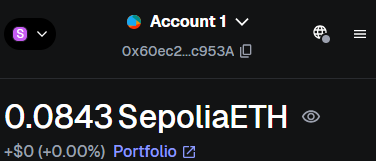 S
Account 1
0x60ec2...c953A
0.0843 SepoliaETH
+$0 (+0.00%) Portfolio